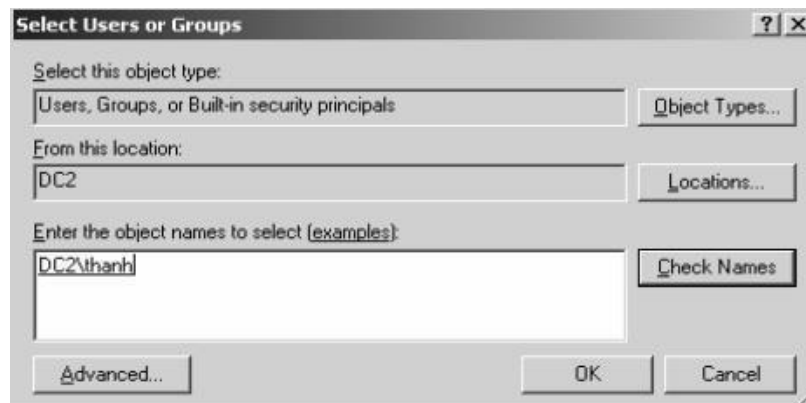 Select Users or Groups
Select this object type:
Users, Groups, or Built-in security principals
Object Types...
From this location:
DC2
Locations...
Enter the object names to select (examples):
DC2\thanh
Check Names
Advanced...
OK
Cancel